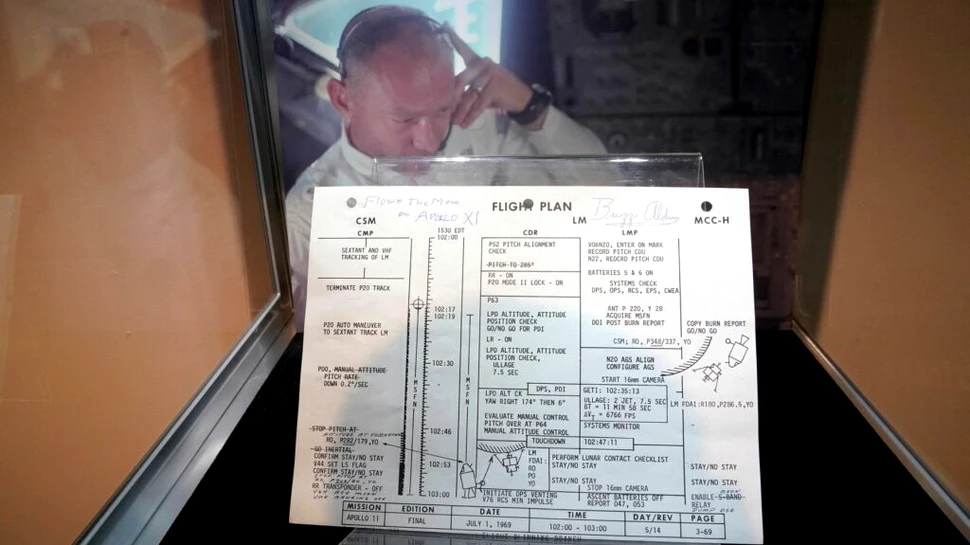 Flown to the Moon
on APOLLO XI
FLIGHT PLAN
Buzz Aldrin
CSM
LM
MCC-H
CMP
1530 EDT
CDR
LMP
102:00
SEXTANT AND VHF
TRACKING OF LM
TERMINATE P20 TRACK
P20 AUTO MANEUVER
TO SEXTANT TRACK LM
POO, MANUAL ATTITUDE
PITCH RATE
DOWN 0.2°/SEC
STOP PITCH AT
RO, P282/179,YO
GO INERTIAL
CONFIRM STAY/NO STAY
V44 SET LS FLAG
CONFIRM STAY/NO STAY
RR TRANSPONDER - OFF
102:17
102:19
102:30
102:46
102:53
103:00
MSFN
MSFN
P52 PITCH ALIGNMENT
CHECK
PITCH TO 285°
RR - ON
P20 MODE II LOCK - ON
P63
LPD ALTITUDE, ATTITUDE
POSITION CHECK
GO/NO GO FOR PDI
LR - ON
LPD ALTITUDE, ATTITUDE
POSITION CHECK,
ULLAGE
7.5 SEC
DPS, PDI
LPD ALT CK
YAW RIGHT 174° THEN 6°
EVALUATE MANUAL CONTROL
PITCH OVER AT P64
MANUAL ATTITUDE CONTROL
TOUCHDOWN
102:47:11
LM
FDAI:
RO
PO
YO
INITIATE DPS VENTING
V76 RCS MIN IMPULSE
V06N20, ENTER ON MARK
RECORD PITCH CDU
N22, REOCRO PITCH CDU
BATTERIES 5 & 6 ON
SYSTEMS CHECK
DPS, OPS, RCS, EPS, CWEA
ANT P 220, Y 28
ACQUIRE MSFN
DOI POST BURN REPORT
CSM; RO, P348/337, YO
N20 AGS ALIGN
CONFIGURE AGS
START 16mm CAMERA
GETI: 102:35:13
ULLAGE: 2 JET, 7.5 SEC
BT = 11 MIN 58 SEC
ΔVT = 6766 FPS
SYSTEMS MONITOR
PERFORM LUNAR CONTACT CHECKLIST
STAY/NO STAY
STAY/NO STAY
STOP 16mm CAMERA
ASCENT BATTERIES OFF
REPORT 047, 053
COPY BURN REPORT
GO/NO GO
LM FDAI:R180,P286.5,YO
STAY/NO STAY
STAY/NO STAY
ENABLE S-BAND
RELAY
MISSION
EDITION
DATE
TIME
DAY/REV
PAGE
APOLLO 11
FINAL
JULY 1, 1969
102:00 - 103:00
5/14
3-69
FLIGHT PLANNING BRANCH